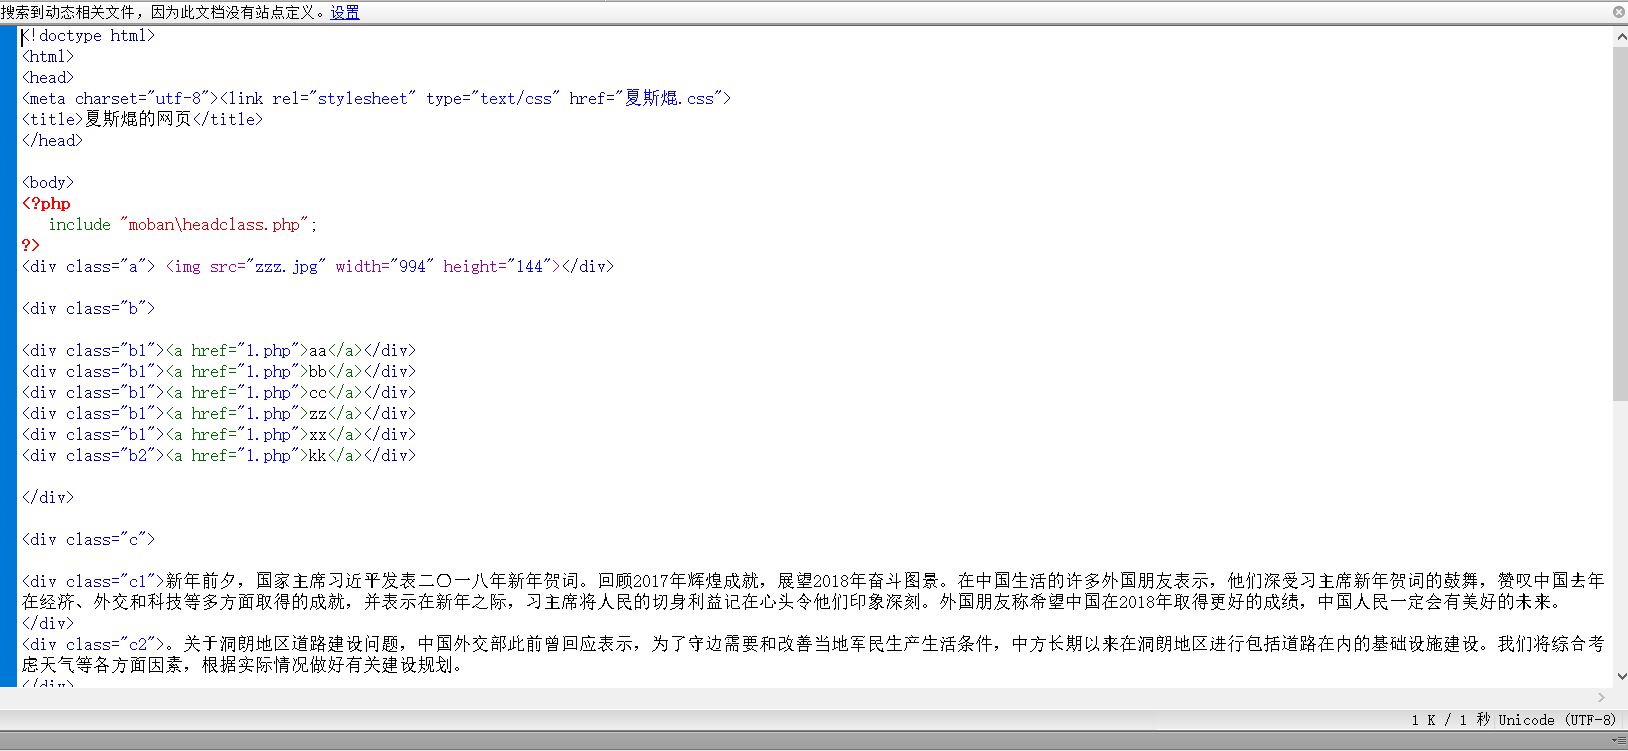 搜索到动态相关文件，因为此文档没有站点定义。设置
<!doctype html>
<html>
<head>
<meta charset="utf-8"><link rel="stylesheet" type="text/css" href="夏斯焜.css">
<title>夏斯焜的网页</title>
</head>
<body>
<?php
include "moban\headclass.php";
?>
<div class="a"> <img src="zzz.jpg" width="994" height="144"></div>
<div class="b">
<div class="b1"><a href="1.php">aa</a></div>
<div class="b1"><a href="1.php">bb</a></div>
<div class="b1"><a href="1.php">cc</a></div>
<div class="b1"><a href="1.php">zz</a></div>
<div class="b1"><a href="1.php">xx</a></div>
<div class="b2"><a href="1.php">kk</a></div>
</div>
<div class="c">
<div class="c1">新年前夕，国家主席习近平发表二〇一八年新年贺词。回顾2017年辉煌成就，展望2018年奋斗图景。在中国生活的许多外国朋友表示，他们深受习主席新年贺词的鼓舞，赞叹中国去年
在经济、外交和科技等多方面取得的成就，并表示在新年之际，习主席将人民的切身利益记在心头令他们印象深刻。外国朋友称希望中国在2018年取得更好的成绩，中国人民一定会有美好的未来。
</div>
<div class="c2">。关于洞朗地区道路建设问题，中国外交部此前曾回应表示，为了守边需要和改善当地军民生产生活条件，中方长期以来在洞朗地区进行包括道路在内的基础设施建设。我们将综合考
虑天气等各方面因素，根据实际情况做好有关建设规划。
</div>
1 K / 1 秒 Unicode (UTF-8)